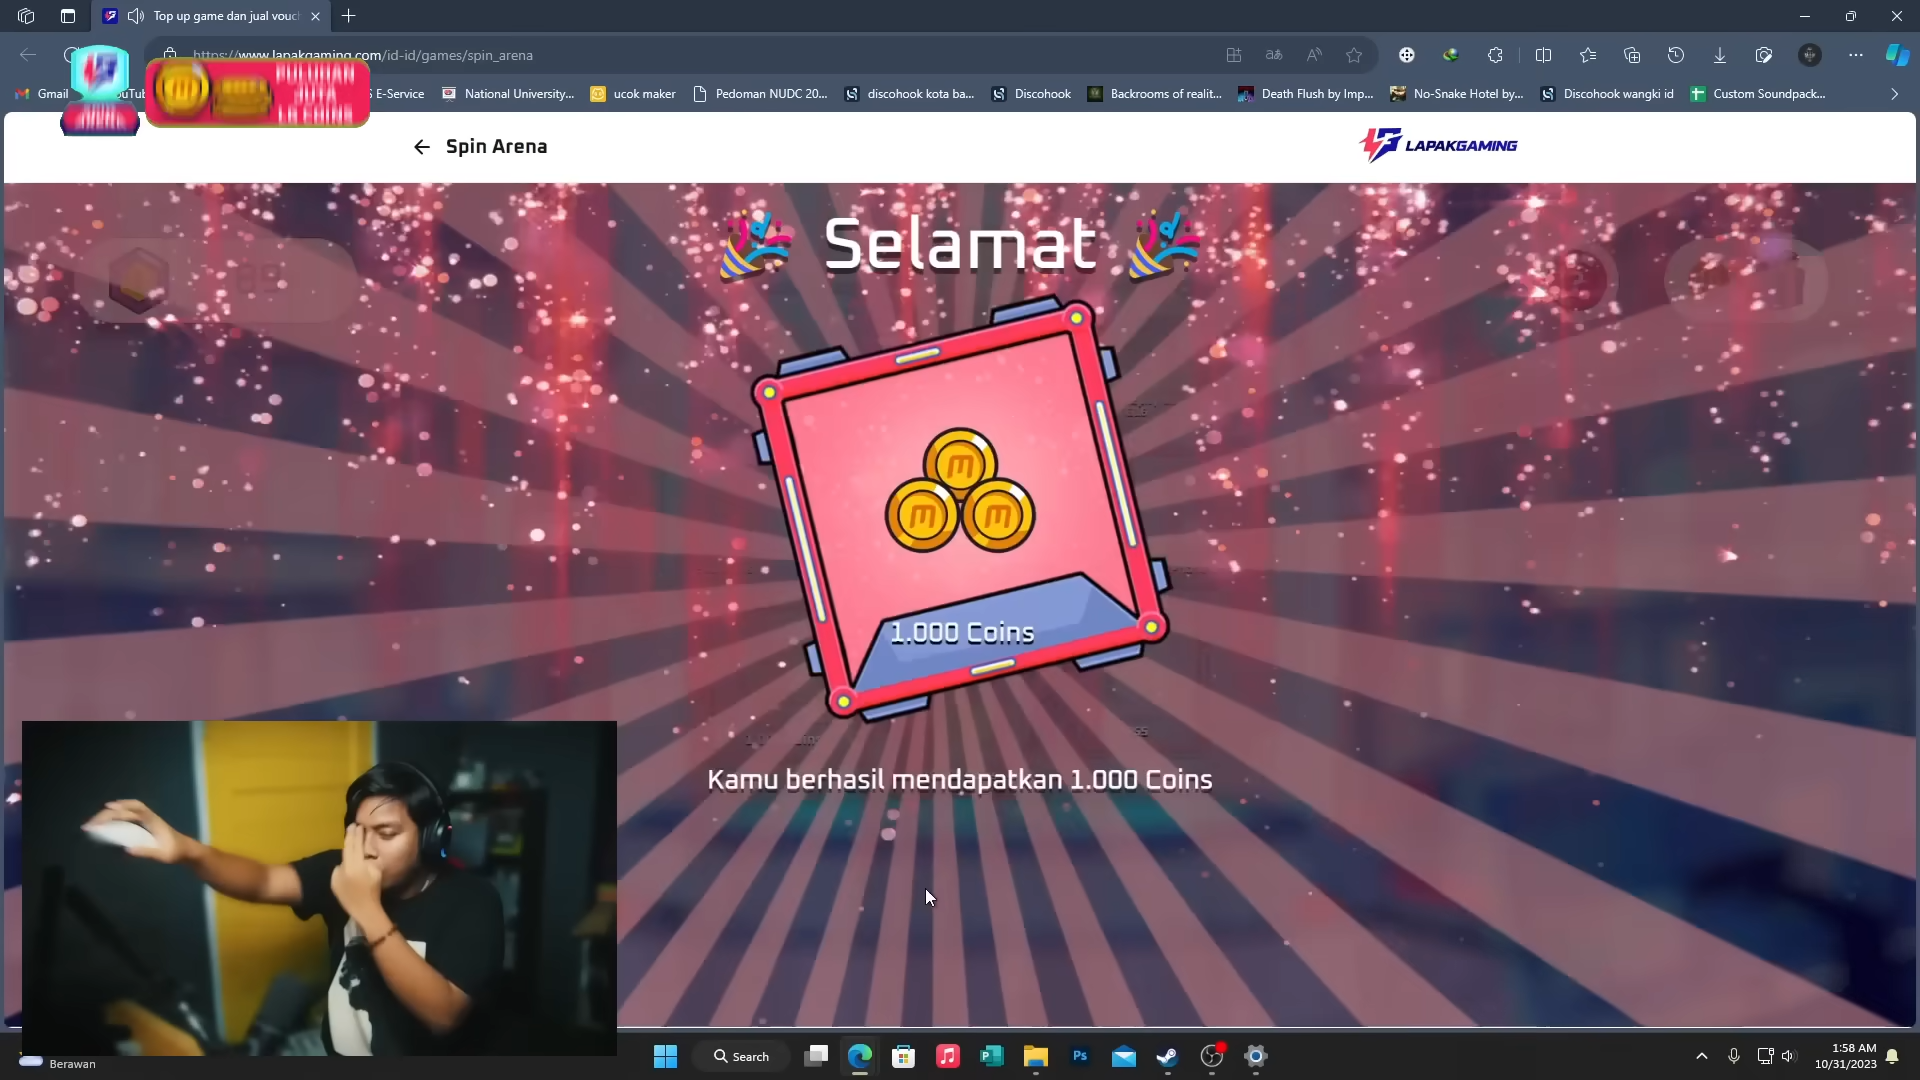 Top up game dan jual vouch
https://www.lapakgaming.com/id-id/games/spin_arena
Gmail
E-Service
National University...
ucok maker
Pedoman NUDC 20...
discohook kota ba...
Discohook
Backrooms of realit...
Death Flush by Imp...
No-Snake Hotel by...
Discohook wangki id
Custom Soundpack...
Spin Arena
LAPAKGAMING
Selamat
89
1.000 Coins
Kamu berhasil mendapatkan 1.000 Coins
Berawan
Search
Ps
1:58 AM
10/31/2023